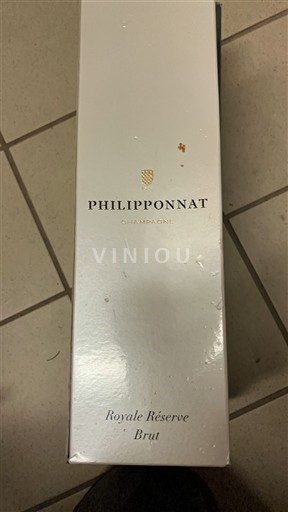 PHILIPPONNAT
CHAMPAGNE
VINIOU
Royale Réserve
Brut